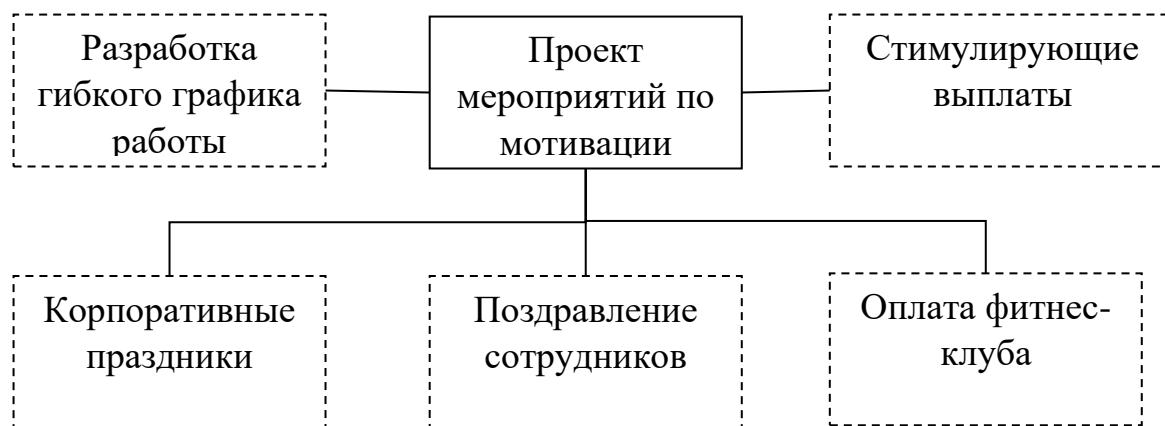 Разработка
гибкого графика
работы
Проект
мероприятий по
мотивации
Стимулирующие
выплаты
Корпоративные
праздники
Поздравление
сотрудников
Оплата фитнес-
клуба